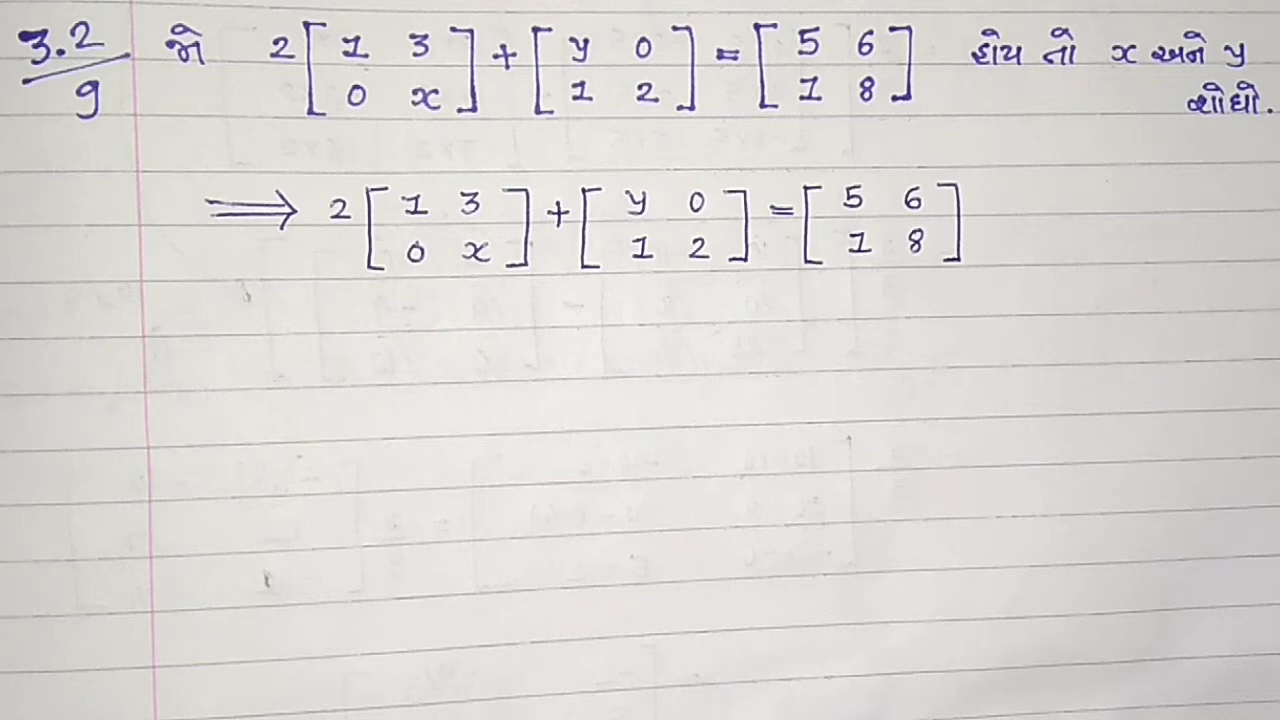 3.2 જો 2 [ 1 3 ] + [ y 0 ] = [ 5 6 ] હોય તો x અને y
9 [ 0 x ] [ 1 2 ] [ 1 8 ] શોધો.
⟹ 2 [ 1 3 ] + [ y 0 ] = [ 5 6 ]
[ 0 x ] [ 1 2 ] [ 1 8 ]